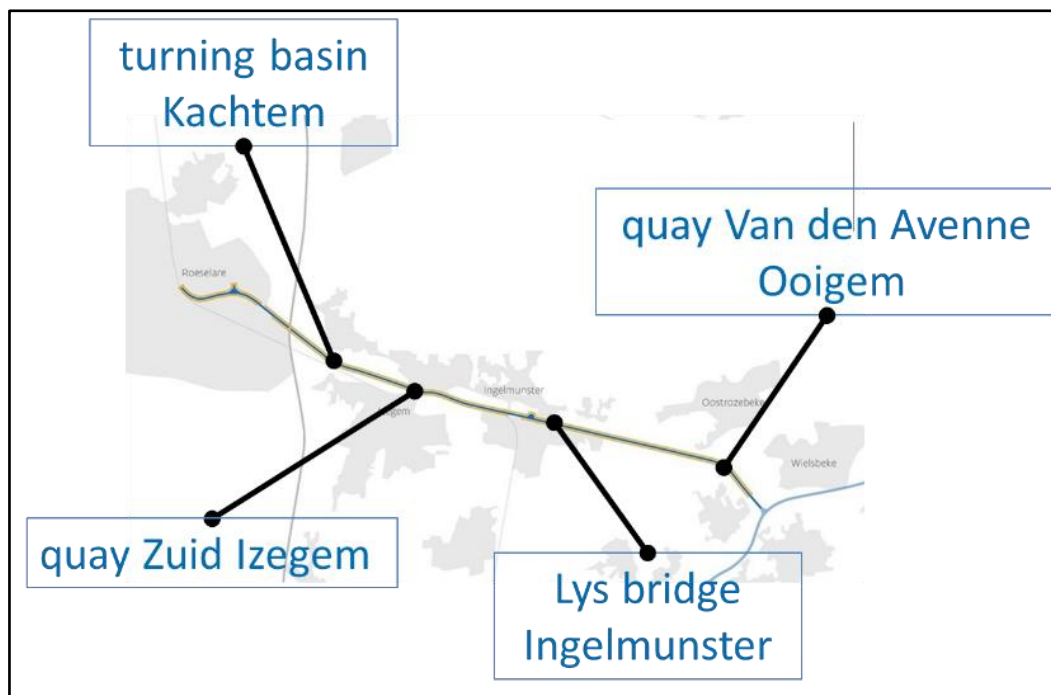 turning basin
Kachtem
quay Van den Avenne
Ooigem
Roeselare
Ingelmunster
Oostrozebeke
Wielsbeke
quay Zuid Izegem
Lys bridge
Ingelmunster